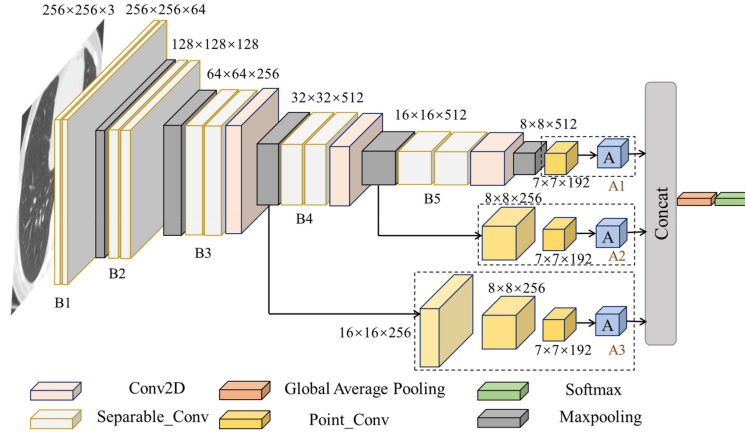 256×256×3 256×256×64
128×128×128
64×64×256
32×32×512
16×16×512
8×8×512
7×7×192
A
A1
8×8×256
7×7×192
A
A2
8×8×256
16×16×256
7×7×192
A
A3
B1
B2
B3
B4
B5
Concat
Conv2D
Global Average Pooling
Softmax
Separable_Conv
Point_Conv
Maxpooling